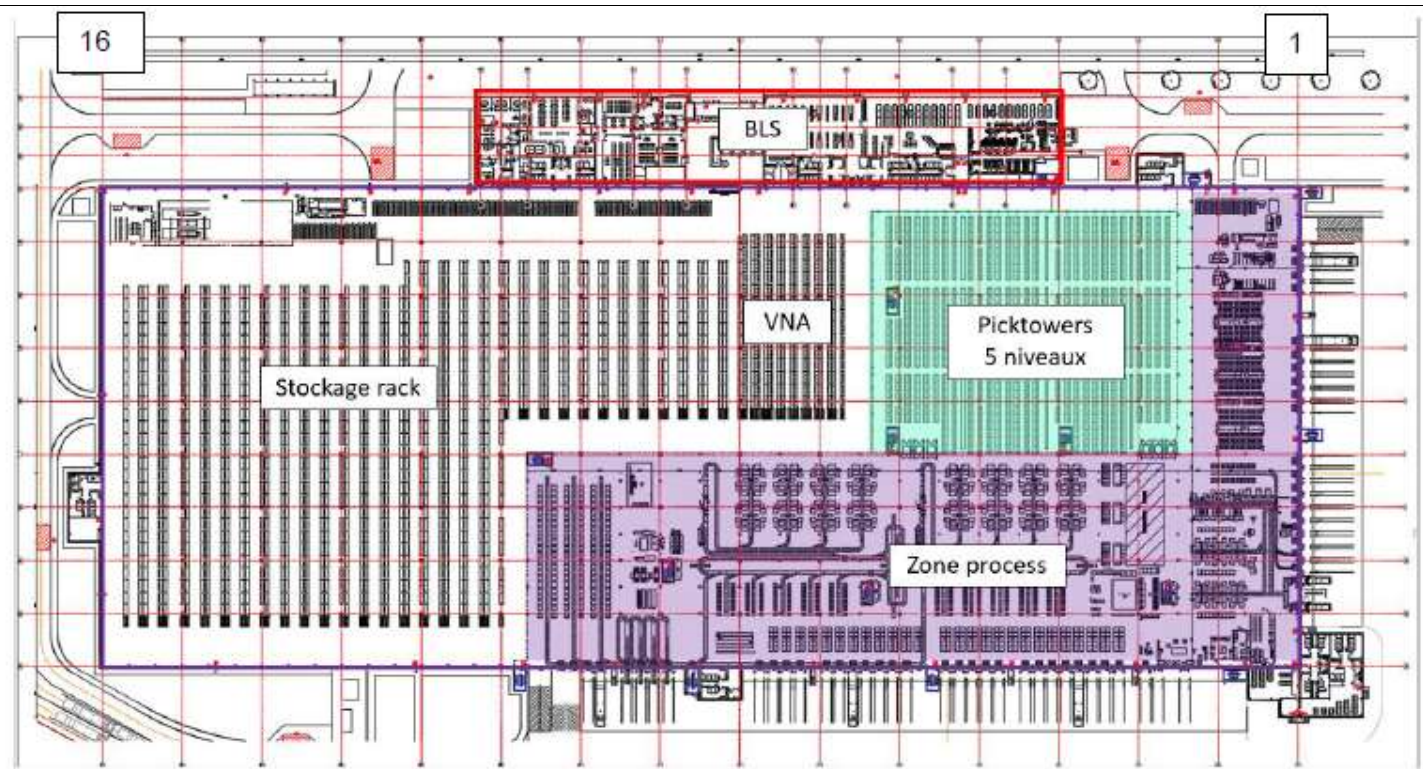 16
1
BLS
VNA
Picktowers
5 niveaux
Stockage rack
Zone process